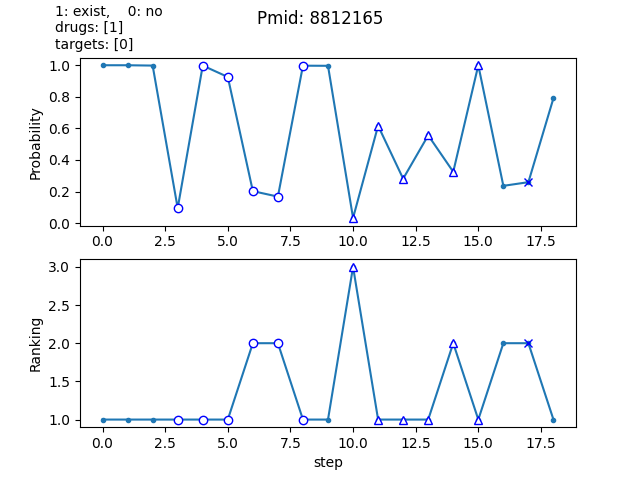 1: exist,    0: no
drugs: [1]
targets: [0]
Pmid: 8812165
Probability
1.0
0.8
0.6
0.4
0.2
0.0
0.0 2.5 5.0 7.5 10.0 12.5 15.0 17.5
Ranking
3.0
2.5
2.0
1.5
1.0
0.0 2.5 5.0 7.5 10.0 12.5 15.0 17.5
step